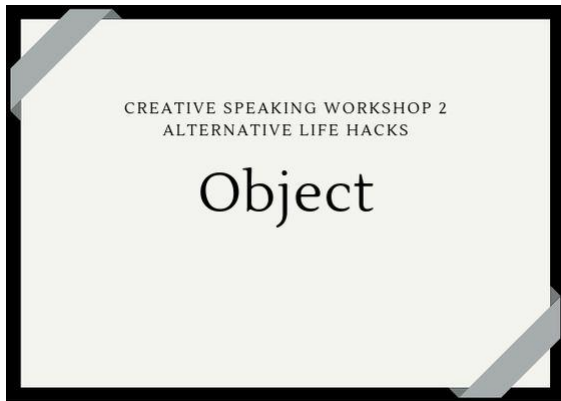 CREATIVE SPEAKING WORKSHOP 2
ALTERNATIVE LIFE HACKS
Object